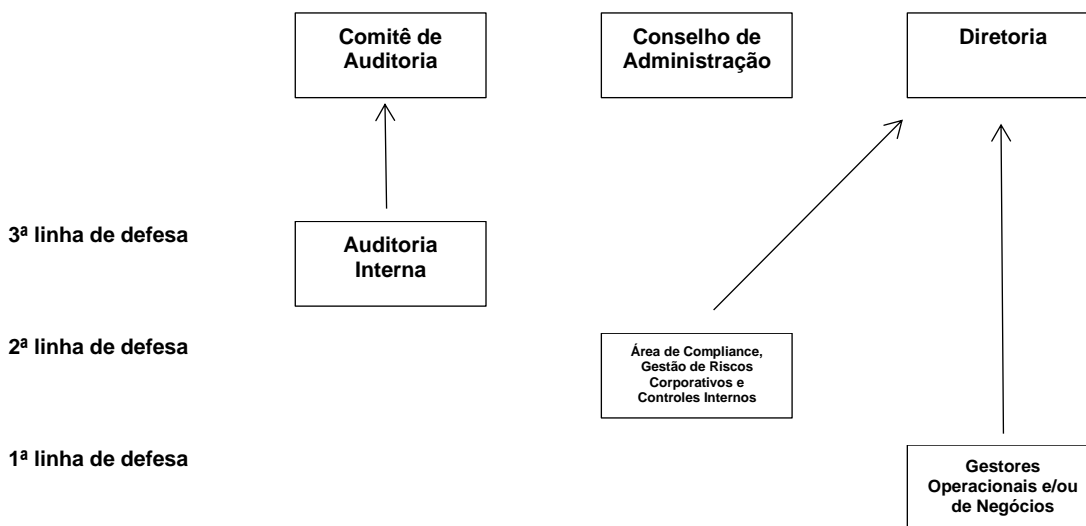 Comitê de
Auditoria
Conselho de
Administração
Diretoria
3ª linha de defesa
Auditoria
Interna
2ª linha de defesa
Área de Compliance,
Gestão de Riscos
Corporativos e
Controles Internos
1ª linha de defesa
Gestores
Operacionais e/ou
de Negócios